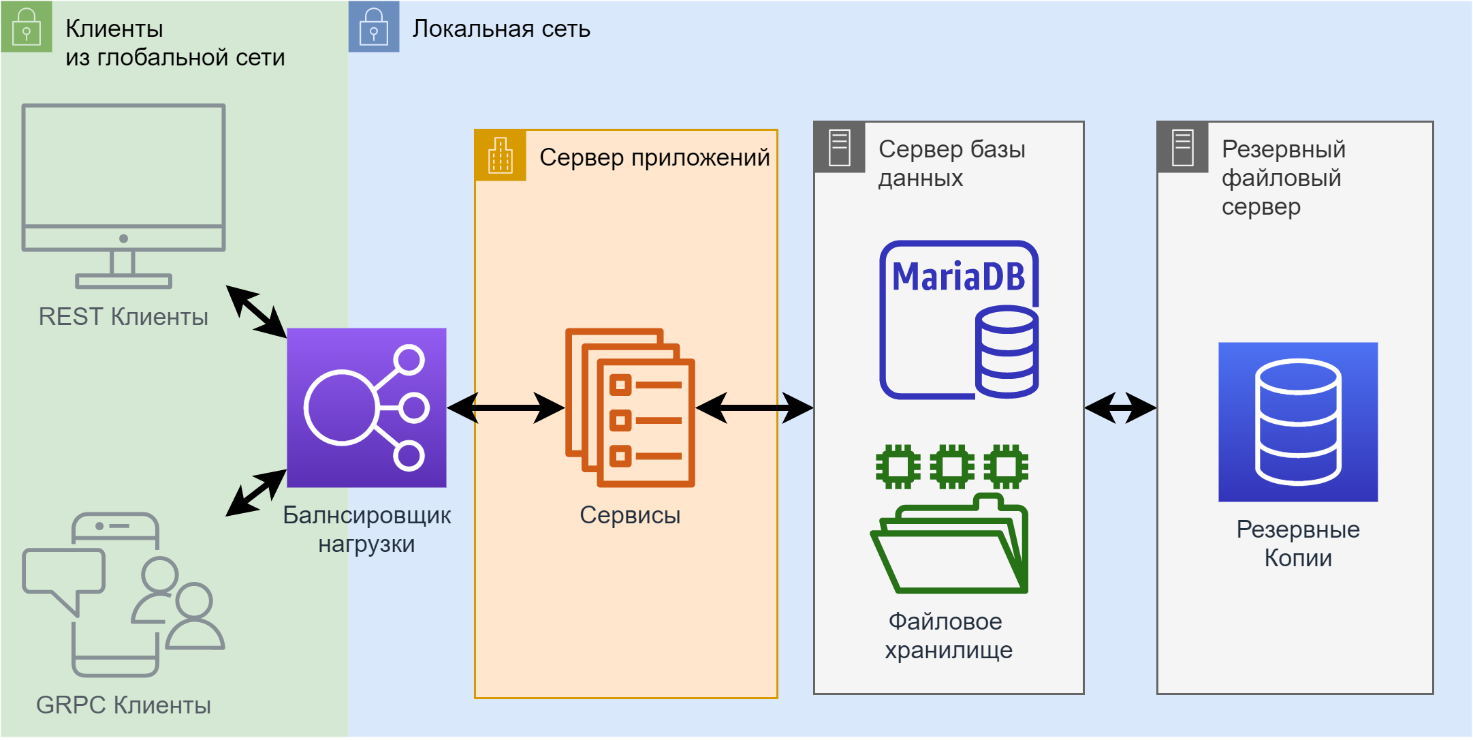 Клиенты
из глобальной сети
Локальная сеть
REST Клиенты
GRPC Клиенты
Балнсировщик
нагрузки
Сервер приложений
Сервисы
Сервер базы
данных
MariaDB
Файловое
хранилище
Резервный
файловый
сервер
Резервные
Копии